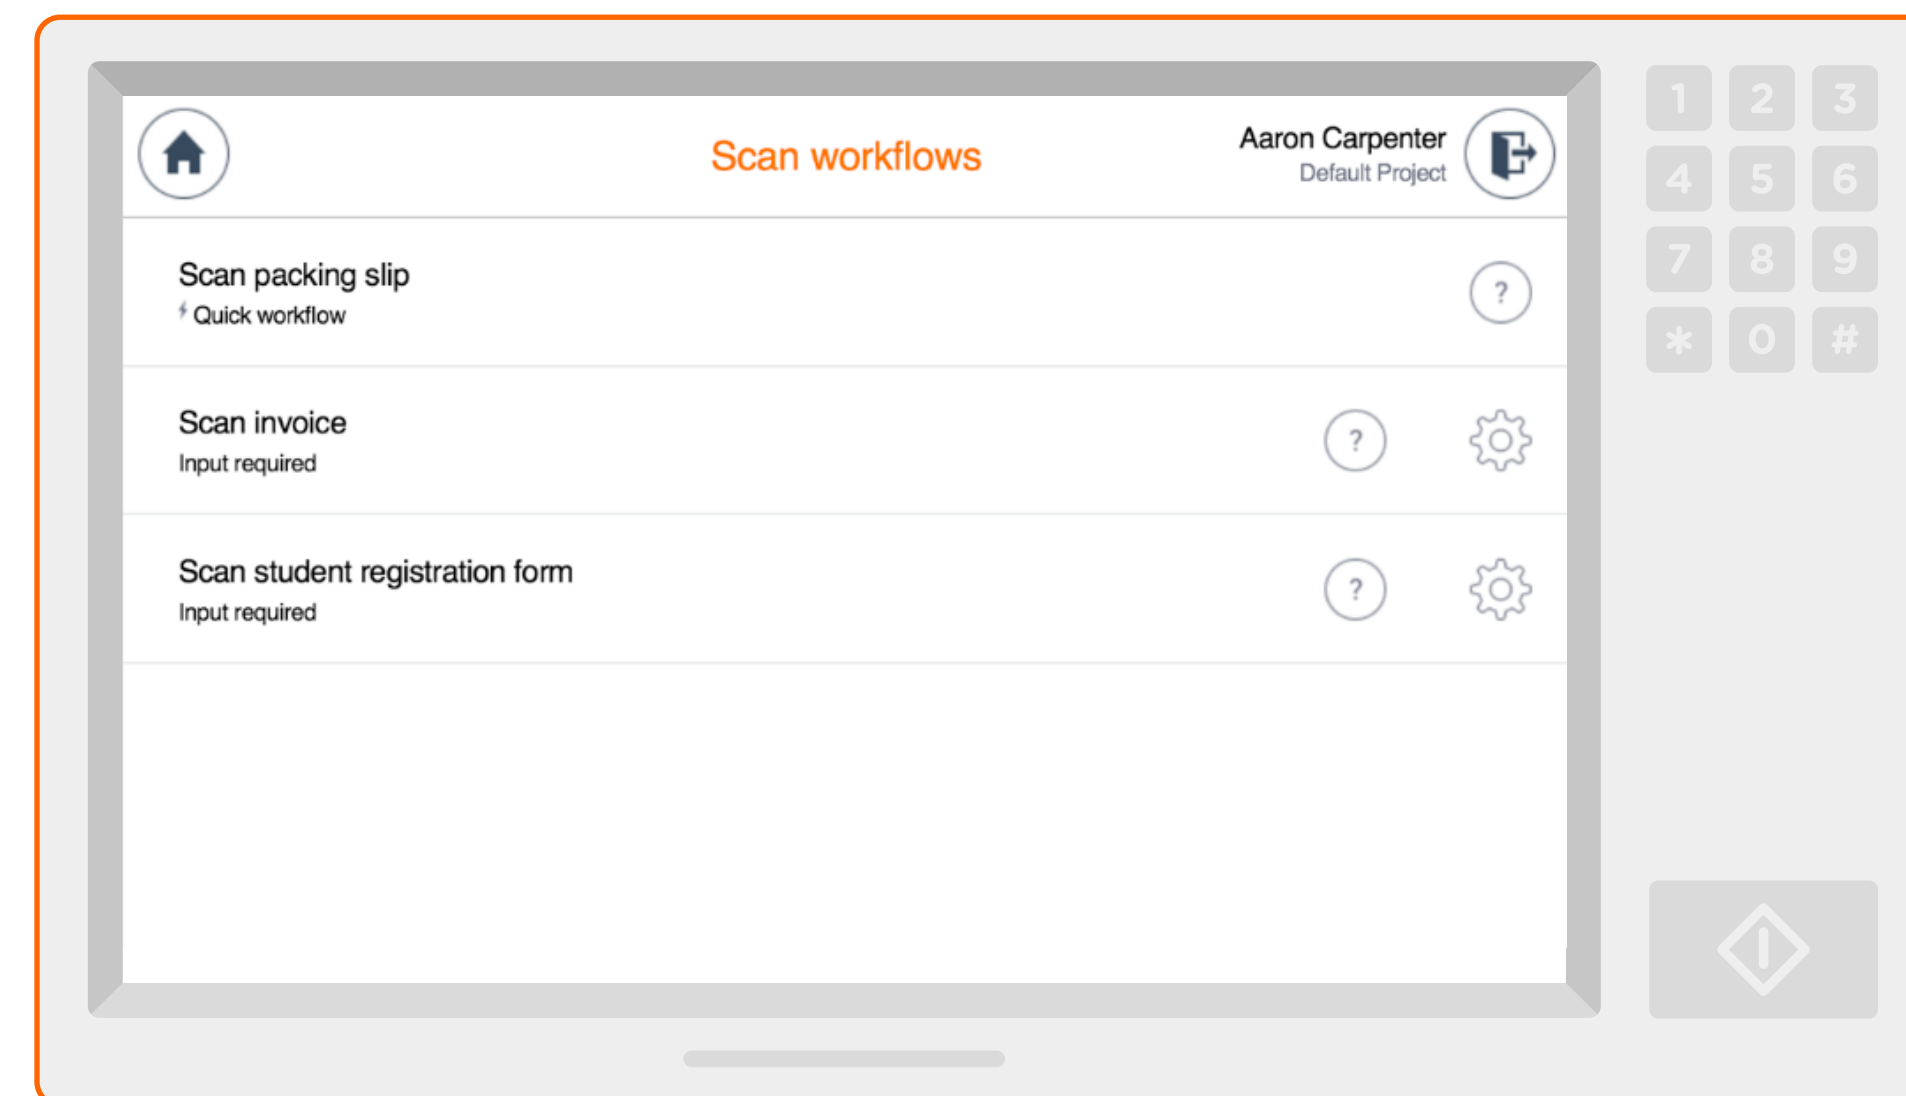 Scan workflows
Aaron Carpenter
Default Project
Scan packing slip
Quick workflow
?
Scan invoice
Input required
?
Scan student registration form
Input required
?
1 2 3
4 5 6
7 8 9
* 0 #